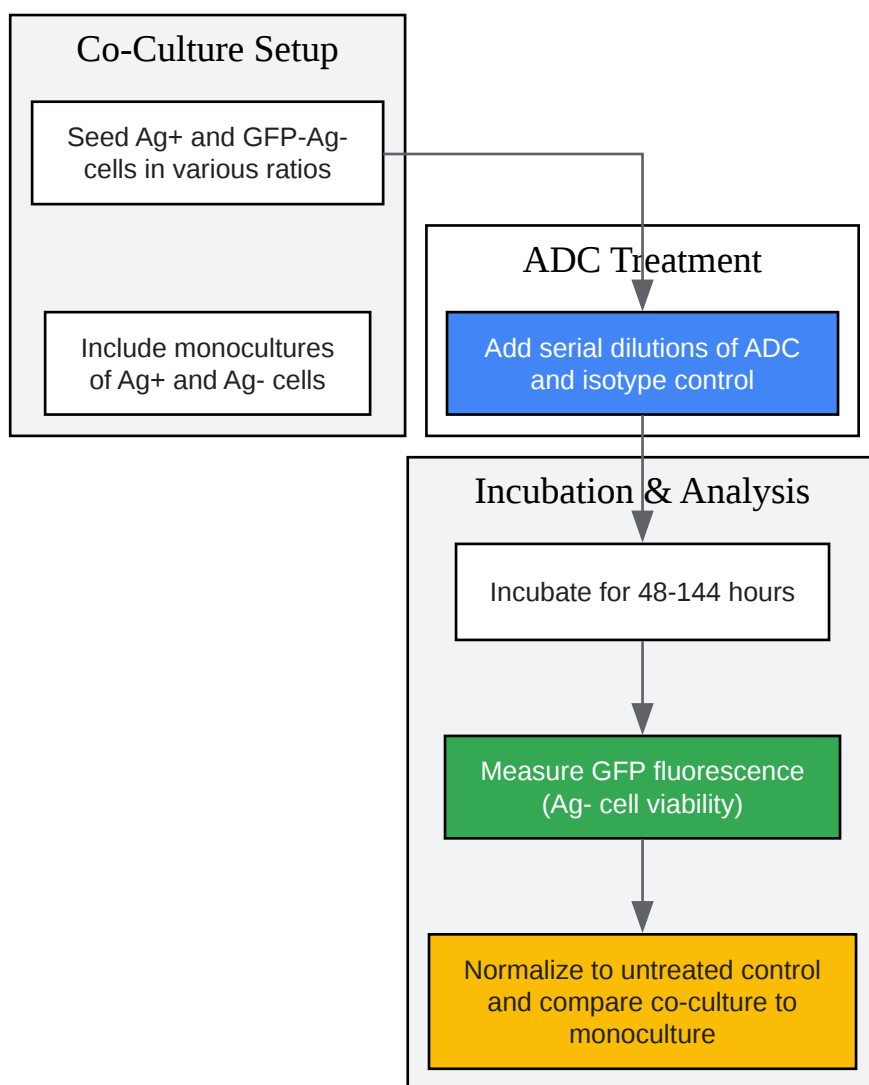 Co-Culture Setup
Seed Ag+ and GFP-Ag-
cells in various ratios
Include monocultures
of Ag+ and Ag- cells
ADC Treatment
Add serial dilutions of ADC
and isotype control
Incubation & Analysis
Incubate for 48-144 hours
Measure GFP fluorescence
(Ag- cell viability)
Normalize to untreated control
and compare co-culture to
monoculture